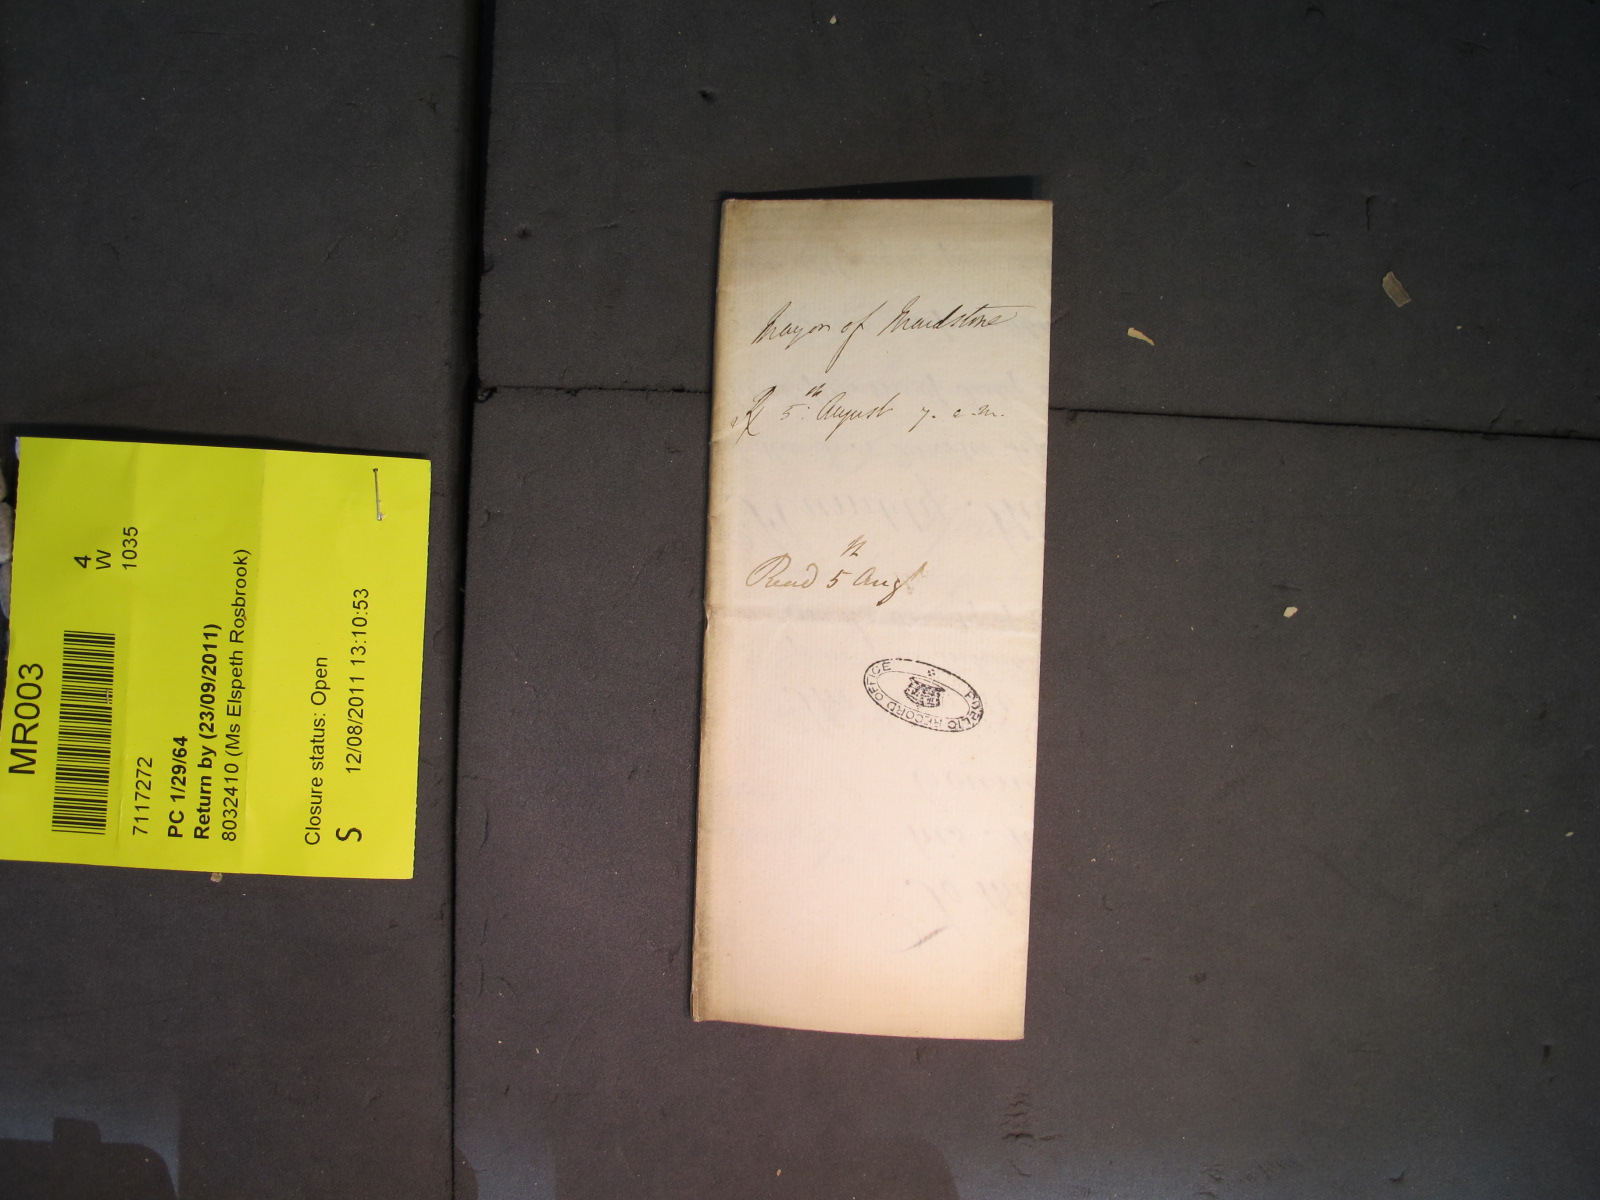 MR003
4
W
1035
7117272
PC 1/29/64
Return by (23/09/2011)
8032410 (Ms Elspeth Rosbrook)
Closure status: Open
S 12/08/2011 13:10:53
Mayor of Maidstone
5th August 7. a.m.
Read 5th Augt
PUBLIC RECORD OFFICE